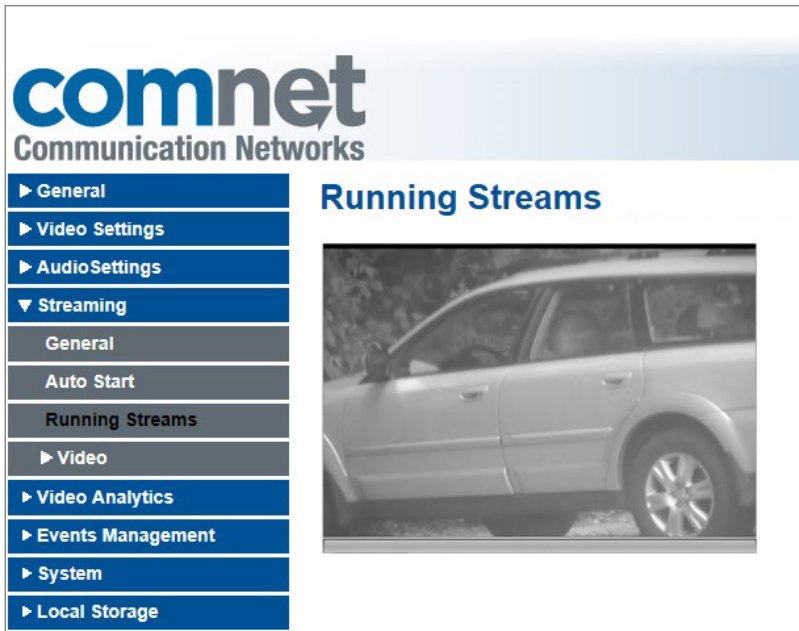 comnet
Communication Networks
General
Video Settings
AudioSettings
Streaming
General
Auto Start
Running Streams
Video
Video Analytics
Events Management
System
Local Storage
Running Streams